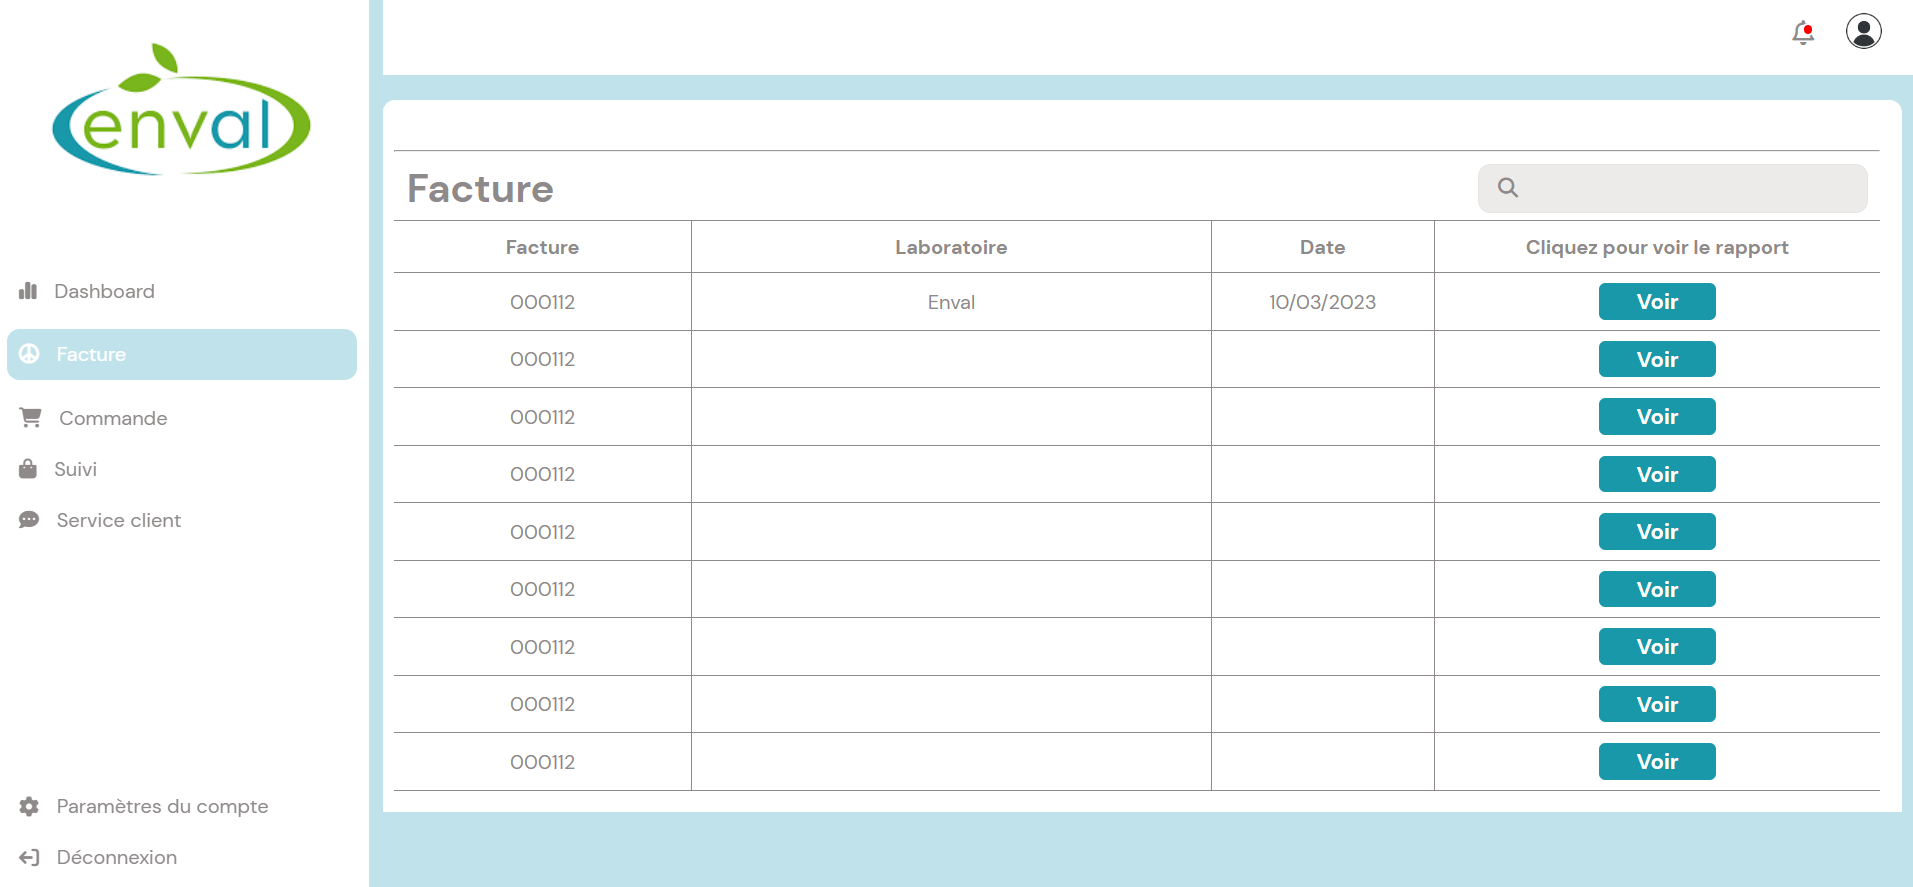 enval
Dashboard
Facture
Commande
Suivi
Service client
Paramètres du compte
Déconnexion
Facture
Facture Laboratoire Date Cliquez pour voir le rapport
000112 Enval 10/03/2023 Voir
000112 Voir
000112 Voir
000112 Voir
000112 Voir
000112 Voir
000112 Voir
000112 Voir
000112 Voir